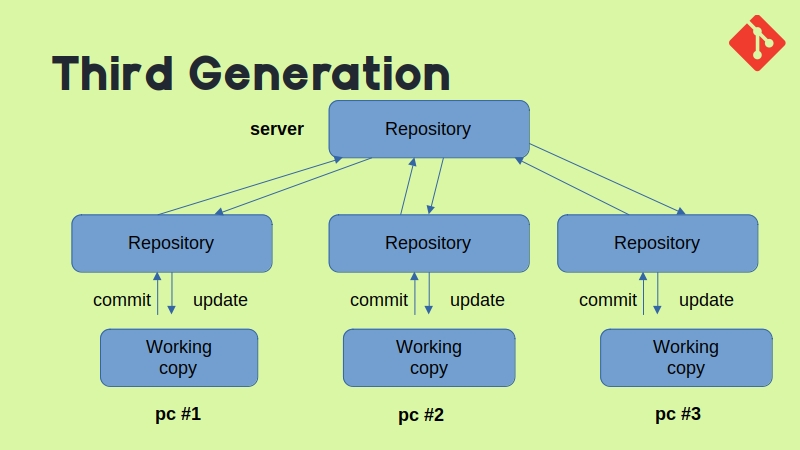 Third Generation
server
Repository
Repository
Repository
Repository
commit
update
commit
update
commit
update
Working
copy
Working
copy
Working
copy
pc #1
pc #2
pc #3